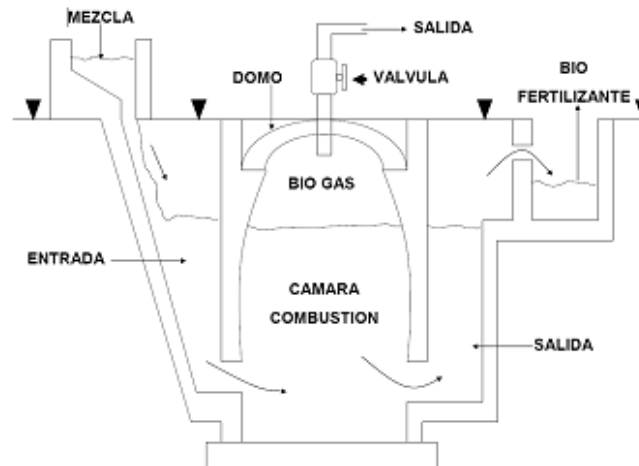 MEZCLA
SALIDA
DOMO
VALVULA
BIO
FERTILIZANTE
BIO GAS
ENTRADA
CAMARA
COMBUSTION
SALIDA